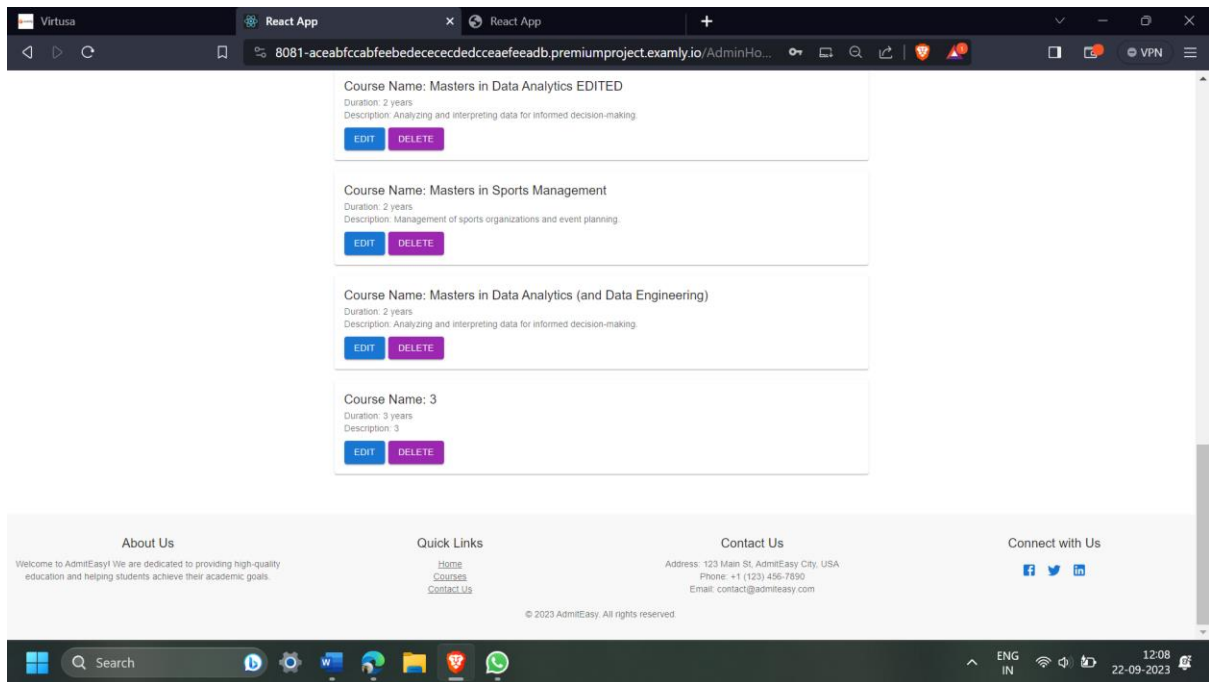 Virtusa
React App
React App
8081-aceabfccabfeebedecececdedcceaefeeadb.premiumproject.examly.io/AdminHo...
VPN
Course Name: Masters in Data Analytics EDITED
Duration: 2 years
Description: Analyzing and interpreting data for informed decision-making.
EDIT DELETE
Course Name: Masters in Sports Management
Duration: 2 years
Description: Management of sports organizations and event planning.
EDIT DELETE
Course Name: Masters in Data Analytics (and Data Engineering)
Duration: 2 years
Description: Analyzing and interpreting data for informed decision-making.
EDIT DELETE
Course Name: 3
Duration: 3 years
Description: 3
EDIT DELETE
About Us
Welcome to AdmitEasy! We are dedicated to providing high-quality
education and helping students achieve their academic goals.
Quick Links
Home
Courses
Contact Us
Contact Us
Address: 123 Main St, AdmitEasy City, USA
Phone: +1 (123) 456-7890
Email: contact@admiteasy.com
Connect with Us
© 2023 AdmitEasy. All rights reserved.
Search
ENG
IN
12:08
22-09-2023